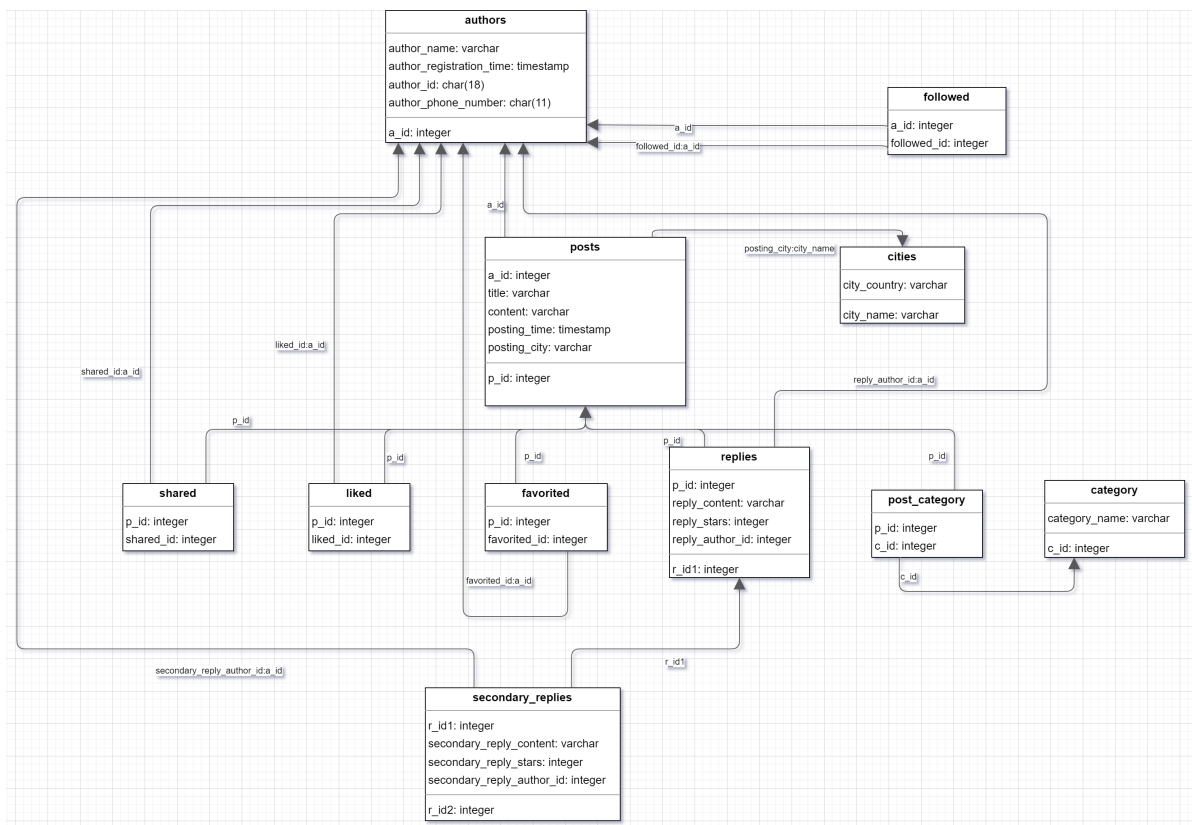 authors
author_name: varchar
author_registration_time: timestamp
author_id: char(18)
author_phone_number: char(11)
a_id: integer
followed
a_id: integer
followed_id: integer
a_id
followed_id:a_id
a_id
posts
a_id: integer
title: varchar
content: varchar
posting_time: timestamp
posting_city: varchar
p_id: integer
posting_city:city_name
cities
city_country: varchar
city_name: varchar
liked_id:a_id
shared_id:a_id
reply_author_id:a_id
p_id
p_id
p_id
p_id
p_id
shared
p_id: integer
shared_id: integer
liked
p_id: integer
liked_id: integer
favorited
p_id: integer
favorited_id: integer
replies
p_id: integer
reply_content: varchar
reply_stars: integer
reply_author_id: integer
r_id1: integer
post_category
p_id: integer
c_id: integer
category
category_name: varchar
c_id: integer
c_id
favorited_id:a_id
secondary_reply_author_id:a_id
r_id1
secondary_replies
r_id1: integer
secondary_reply_content: varchar
secondary_reply_stars: integer
secondary_reply_author_id: integer
r_id2: integer